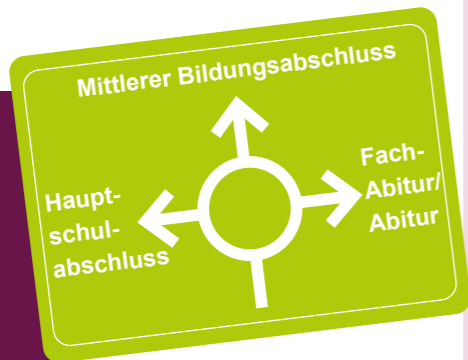 Mittlerer Bildungsabschluss
Haupt-
schul-
abschluss
Fach-
Abitur/
Abitur